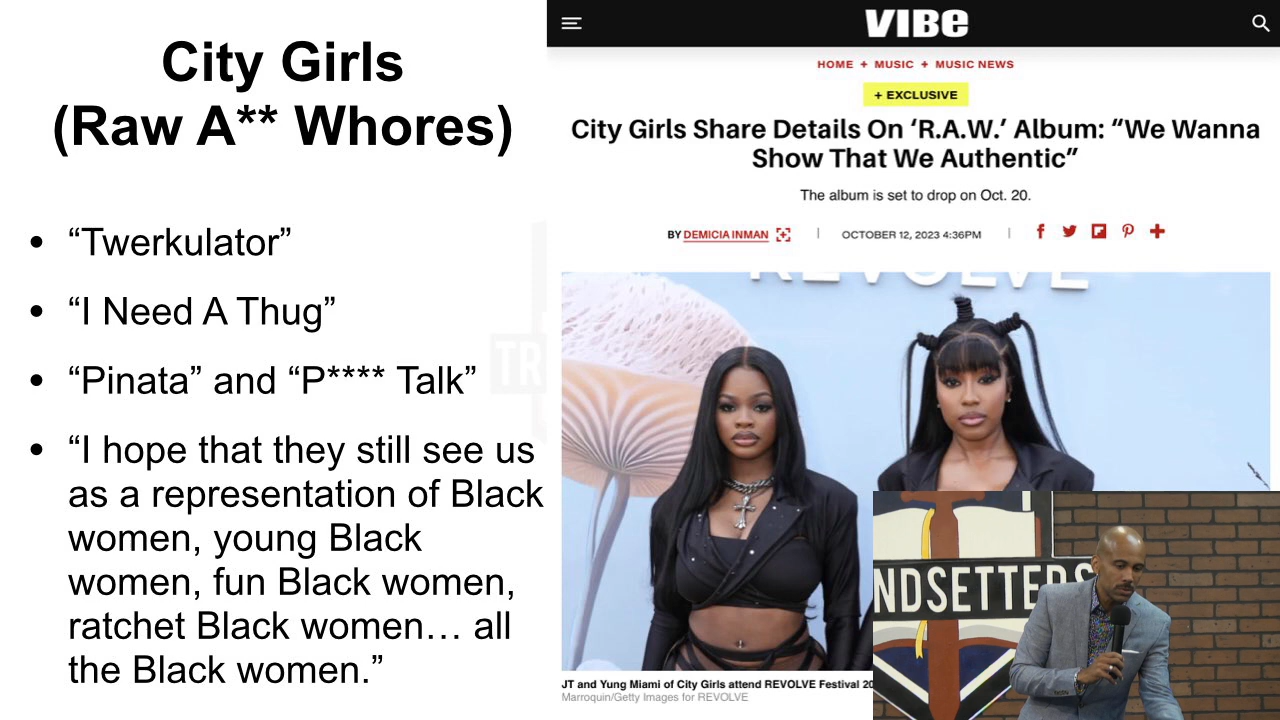 City Girls
(Raw A** Whores)
• “Twerkulator”
• “I Need A Thug”
• “Pinata” and “P**** Talk”
• “I hope that they still see us
as a representation of Black
women, young Black
women, fun Black women,
ratchet Black women… all
the Black women.”
TR
VIBE
HOME + MUSIC + MUSIC NEWS
+ EXCLUSIVE
City Girls Share Details On ‘R.A.W.’ Album: “We Wanna
Show That We Authentic”
The album is set to drop on Oct. 20.
BY DEMICIA INMAN | OCTOBER 12, 2023 4:36PM |
REVOLVE
JT and Yung Miami of City Girls attend REVOLVE Festival 20
Marroquin/Getty Images for REVOLVE
NDSETTERS